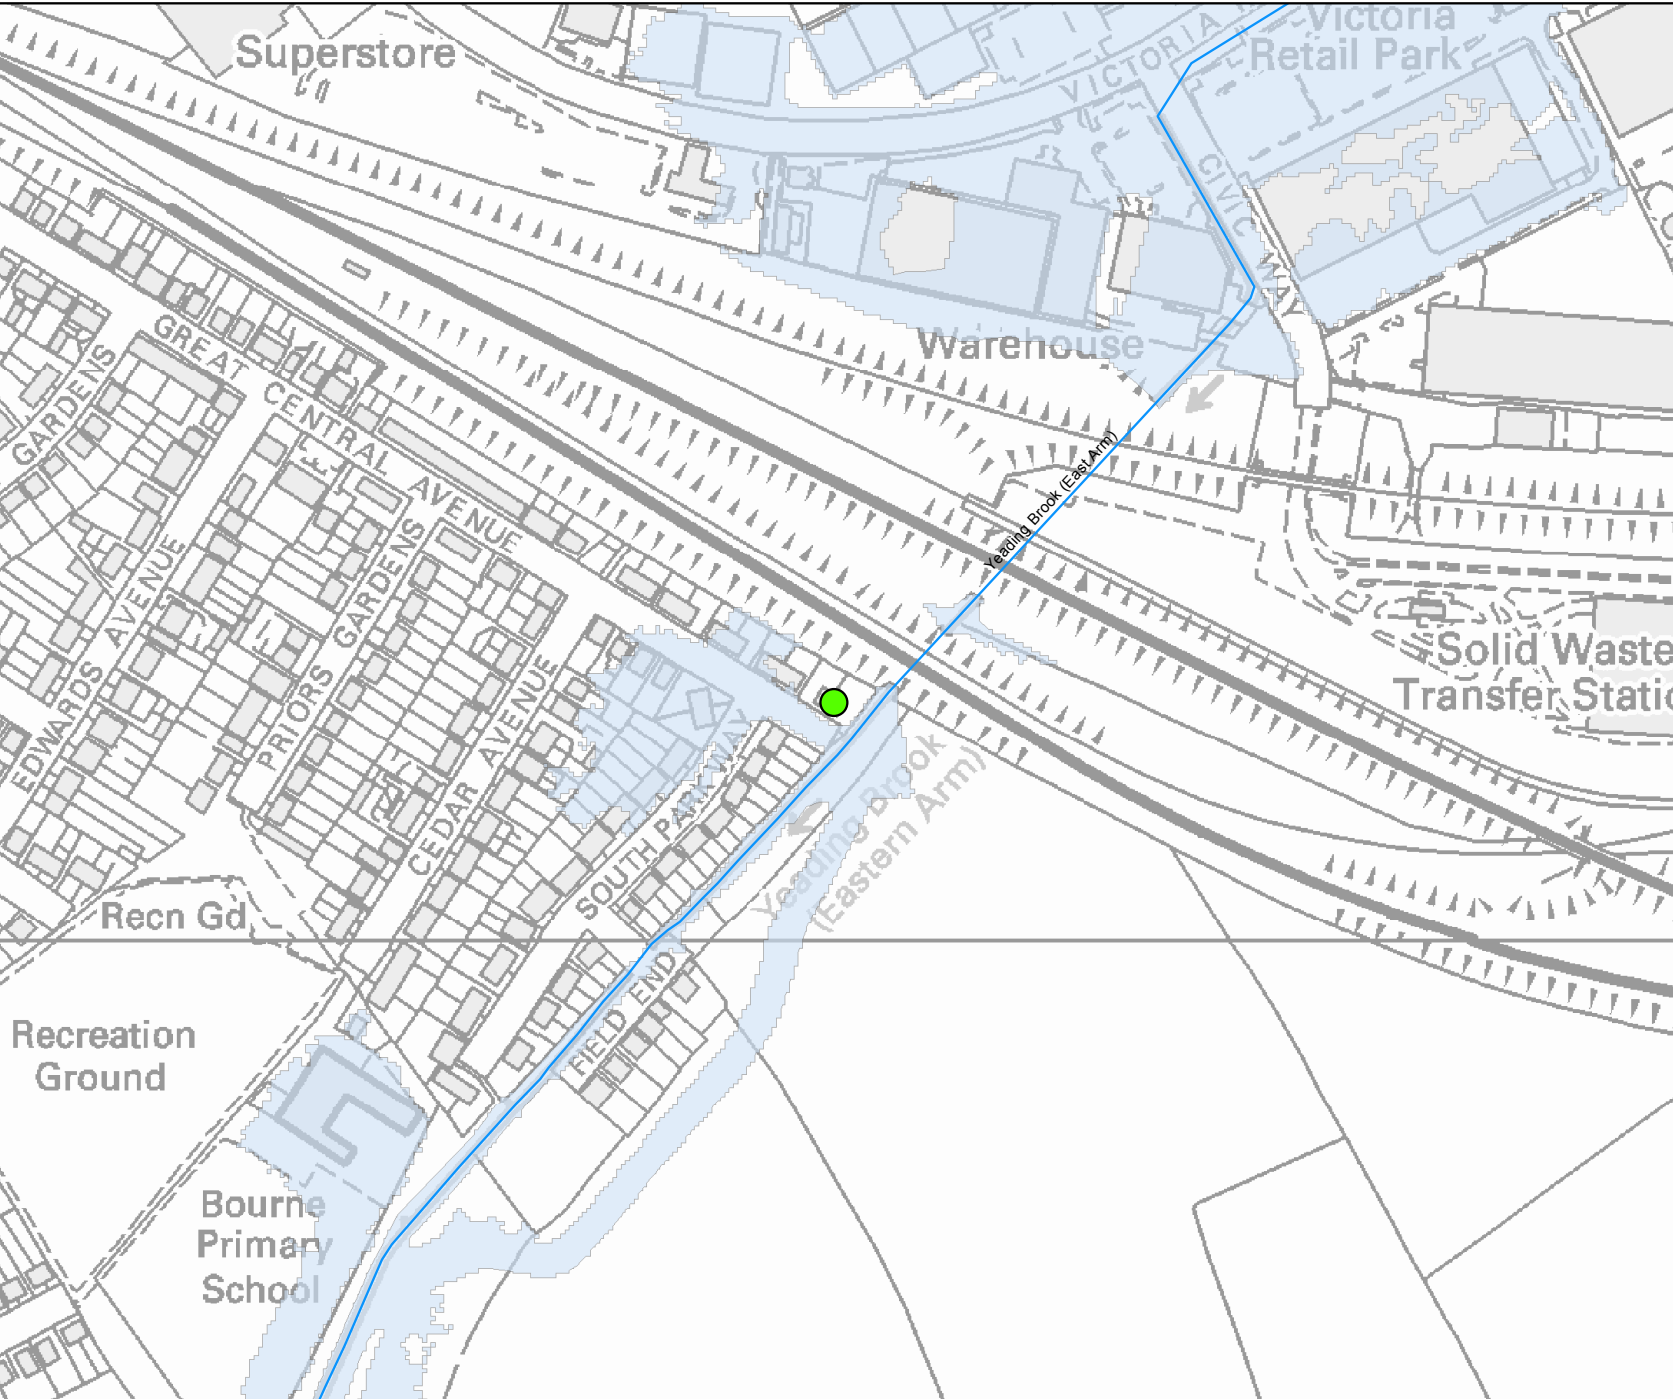 Victoria
Retail Park
Superstore
VICTORIA
CIVIC WAY
Warehouse
GREAT CENTRAL AVENUE
GARDENS
Yeading Brook (East Arm)
EDWARDS AVENUE
PRIORS GARDENS
CEDAR AVENUE
SOUTH PARK WAY
Solid Waste
Transfer Static
Yeading Brook
(Eastern Arm)
Recn Gd
FIELD END
Recreation
Ground
Bourne
Primary
School